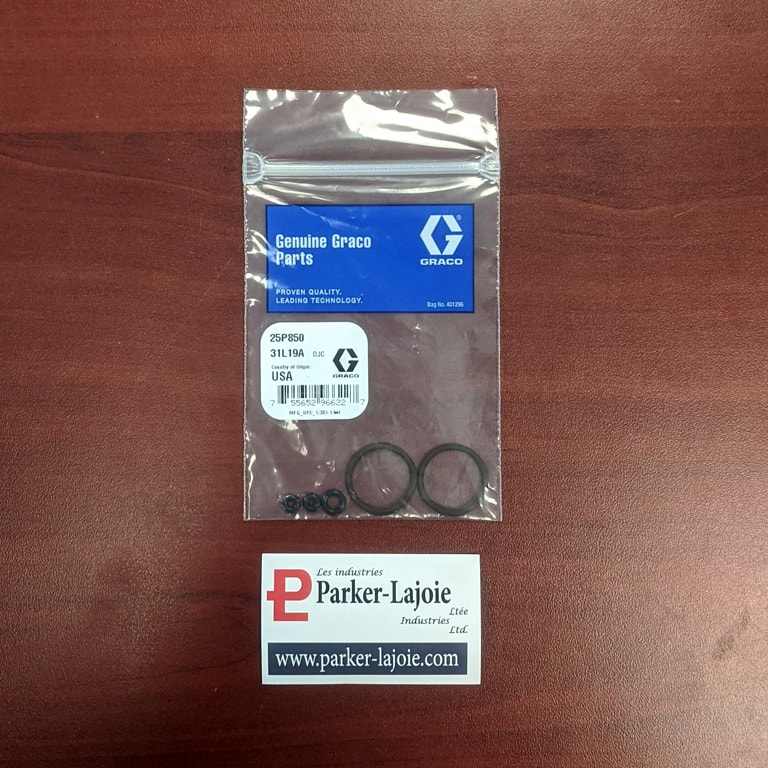 Genuine Graco
Parts
PROVEN QUALITY.
LEADING TECHNOLOGY.
G®
GRACO
Bag No. 401296
25P850
31L19A DJC
Country of Origin:
USA
GRACO
7 55652 96622 7
Les industries
Parker-Lajoie
Ltée
Industries
Ltd.
www.parker-lajoie.com